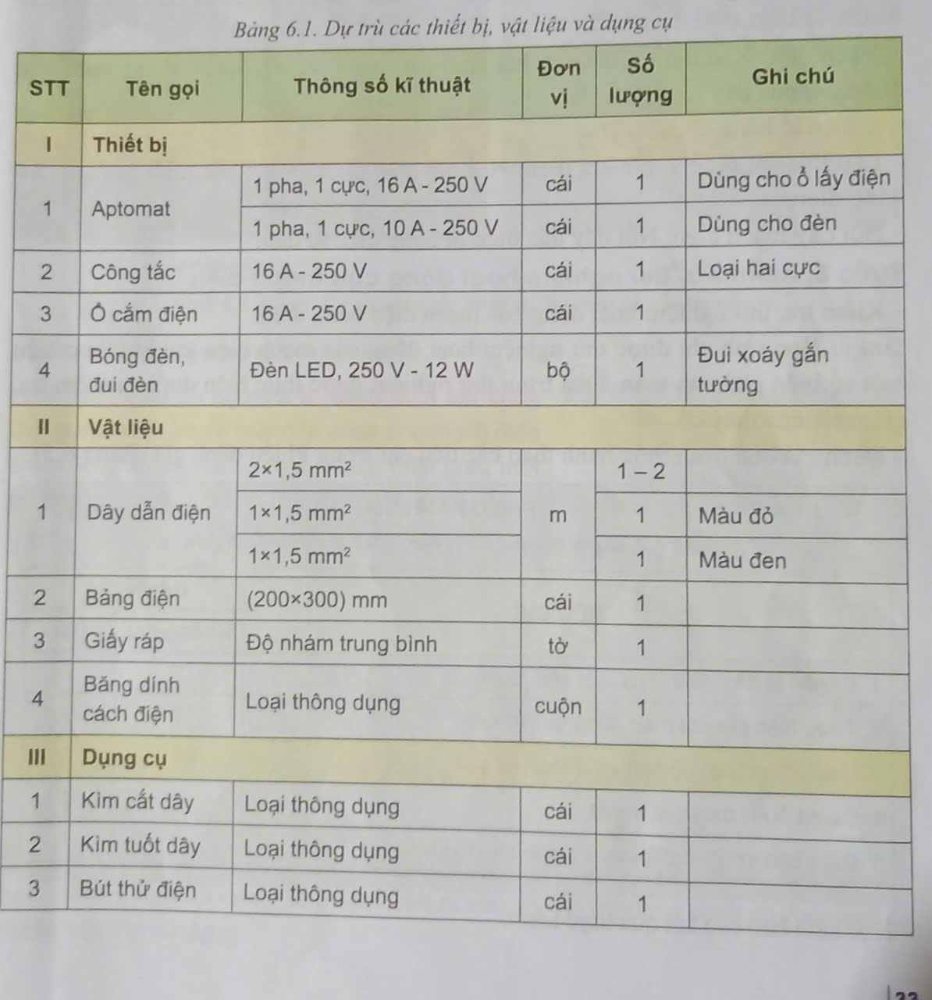 Bảng 6.1. Dự trù các thiết bị, vật liệu và dụng cụ
STT Tên gọi Thông số kĩ thuật Đơn vị Số lượng Ghi chú
I Thiết bị
1 Aptomat 1 pha, 1 cực, 16 A - 250 V cái 1 Dùng cho ổ lấy điện
1 pha, 1 cực, 10 A - 250 V cái 1 Dùng cho đèn
2 Công tắc 16 A - 250 V cái 1 Loại hai cực
3 Ổ cắm điện 16 A - 250 V cái 1
4 Bóng đèn, đui đèn Đèn LED, 250 V - 12 W bộ 1 Đui xoáy gắn tường
II Vật liệu
1 Dây dẫn điện 2×1,5 mm² m 1 – 2
1×1,5 mm² 1 Màu đỏ
1×1,5 mm² 1 Màu đen
2 Bảng điện (200×300) mm cái 1
3 Giấy ráp Độ nhám trung bình tờ 1
4 Băng dính cách điện Loại thông dụng cuộn 1
III Dụng cụ
1 Kìm cắt dây Loại thông dụng cái 1
2 Kìm tuốt dây Loại thông dụng cái 1
3 Bút thử điện Loại thông dụng cái 1